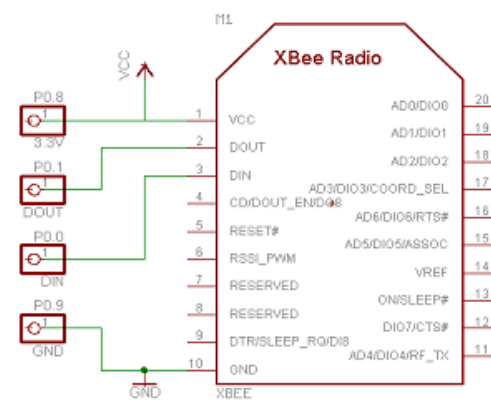 M1
XBee Radio
VCC
P0.8
1
3.3V
P0.1
1
DOUT
P0.0
1
DIN
P0.9
1
GND
GND
1 VCC
2 DOUT
3 DIN
4 CD/DOUT_EN/DO8
5 RESET#
6 RSSI_PWM
7 RESERVED
8 RESERVED
9 DTR/SLEEP_RQ/DI8
10 GND
AD0/DIO0 20
AD1/DIO1 19
AD2/DIO2 18
AD3/DIO3/COORD_SEL 17
AD6/DIO6/RTS# 16
AD5/DIO5/ASSOC 15
VREF 14
ON/SLEEP# 13
DIO7/CTS# 12
AD4/DIO4/RF_TX 11
XBEE